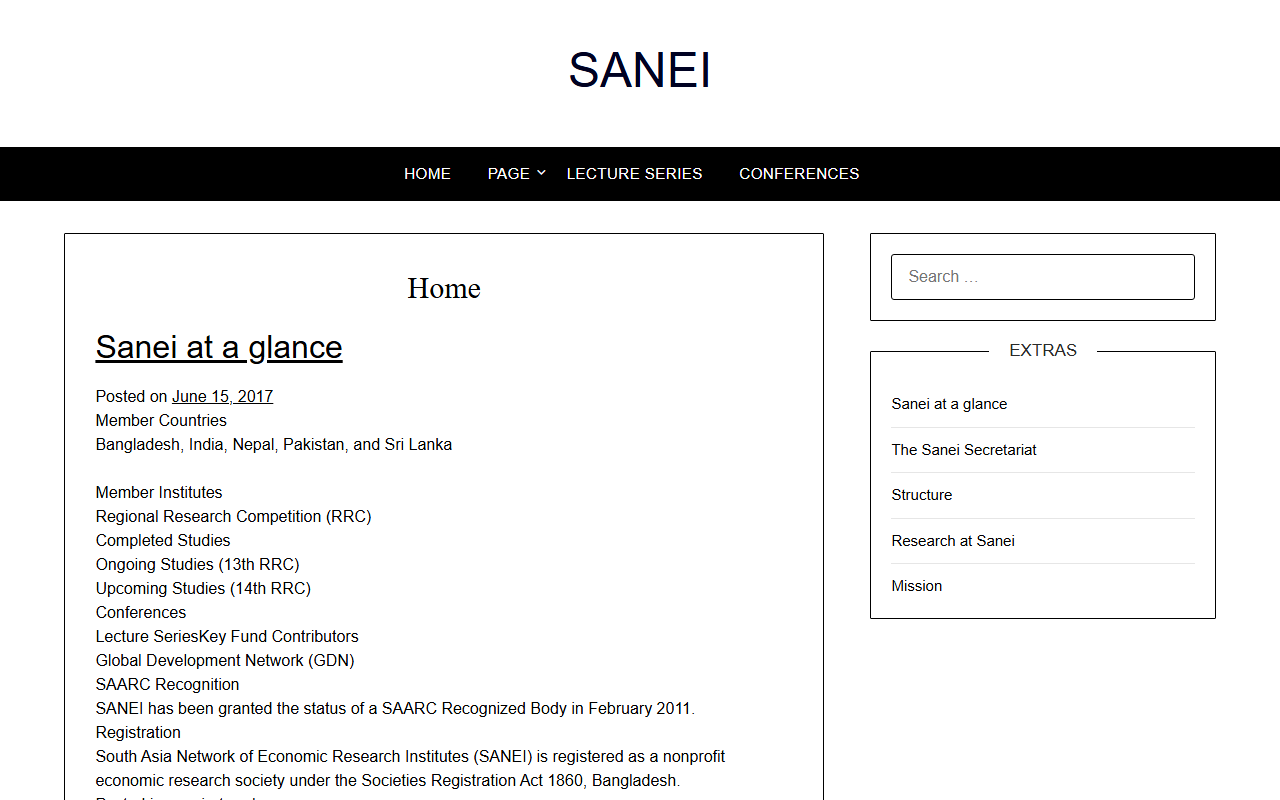 SANEI
HOME PAGE LECTURE SERIES CONFERENCES
Home
Sanei at a glance
Posted on June 15, 2017
Member Countries
Bangladesh, India, Nepal, Pakistan, and Sri Lanka
Member Institutes
Regional Research Competition (RRC)
Completed Studies
Ongoing Studies (13th RRC)
Upcoming Studies (14th RRC)
Conferences
Lecture SeriesKey Fund Contributors
Global Development Network (GDN)
SAARC Recognition
SANEI has been granted the status of a SAARC Recognized Body in February 2011.
Registration
South Asia Network of Economic Research Institutes (SANEI) is registered as a nonprofit
economic research society under the Societies Registration Act 1860, Bangladesh.
Search …
EXTRAS
Sanei at a glance
The Sanei Secretariat
Structure
Research at Sanei
Mission